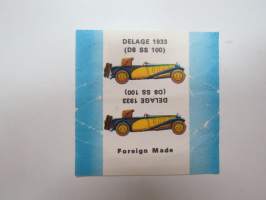 DELAGE 1933
(D8 SS 100)
(D8 SS 100)
DELAGE 1933
Foreign Made